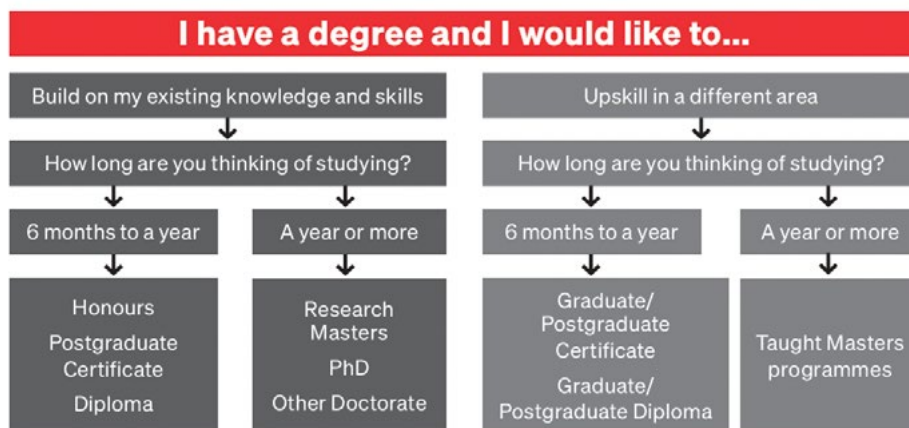 I have a degree and I would like to...
Build on my existing knowledge and skills
How long are you thinking of studying?
6 months to a year
Honours
Postgraduate
Certificate
Diploma
A year or more
Research
Masters
PhD
Other Doctorate
Upskill in a different area
How long are you thinking of studying?
6 months to a year
Graduate/
Postgraduate
Certificate
Graduate/
Postgraduate Diploma
A year or more
Taught Masters
programmes